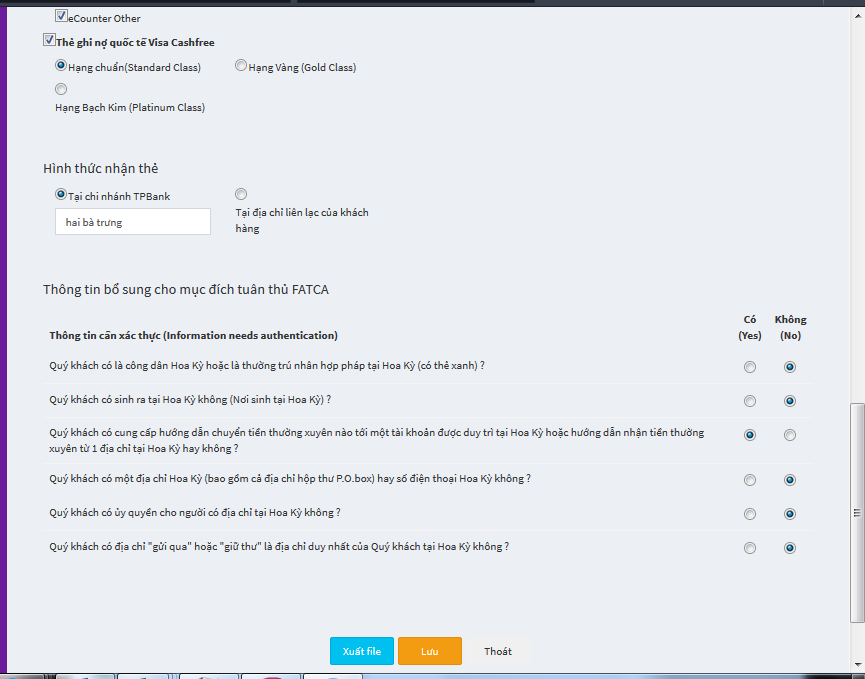 eCounter Other
Thẻ ghi nợ quốc tế Visa Cashfree
Hạng chuẩn(Standard Class) Hạng Vàng (Gold Class)
Hạng Bạch Kim (Platinum Class)
Hình thức nhận thẻ
Tại chi nhánh TPBank
Tại địa chỉ liên lạc của khách
hàng
hai bà trưng
Thông tin bổ sung cho mục đích tuân thủ FATCA
Thông tin cần xác thực (Information needs authentication) Có (Yes) Không (No)
Quý khách có là công dân Hoa Kỳ hoặc là thường trú nhân hợp pháp tại Hoa Kỳ (có thẻ xanh) ?
Quý khách có sinh ra tại Hoa Kỳ không (Nơi sinh tại Hoa Kỳ) ?
Quý khách có cung cấp hướng dẫn chuyển tiền thường xuyên nào tới một tài khoản được duy trì tại Hoa Kỳ hoặc hướng dẫn nhận tiền thường
xuyên từ 1 địa chỉ tại Hoa Kỳ hay không ?
Quý khách có một địa chỉ Hoa Kỳ (bao gồm cả địa chỉ hộp thư P.O.box) hay số điện thoại Hoa Kỳ không ?
Quý khách có ủy quyền cho người có địa chỉ tại Hoa Kỳ không ?
Quý khách có địa chỉ "gửi qua" hoặc "giữ thư" là địa chỉ duy nhất của Quý khách tại Hoa Kỳ không ?
Xuất file Lưu Thoát